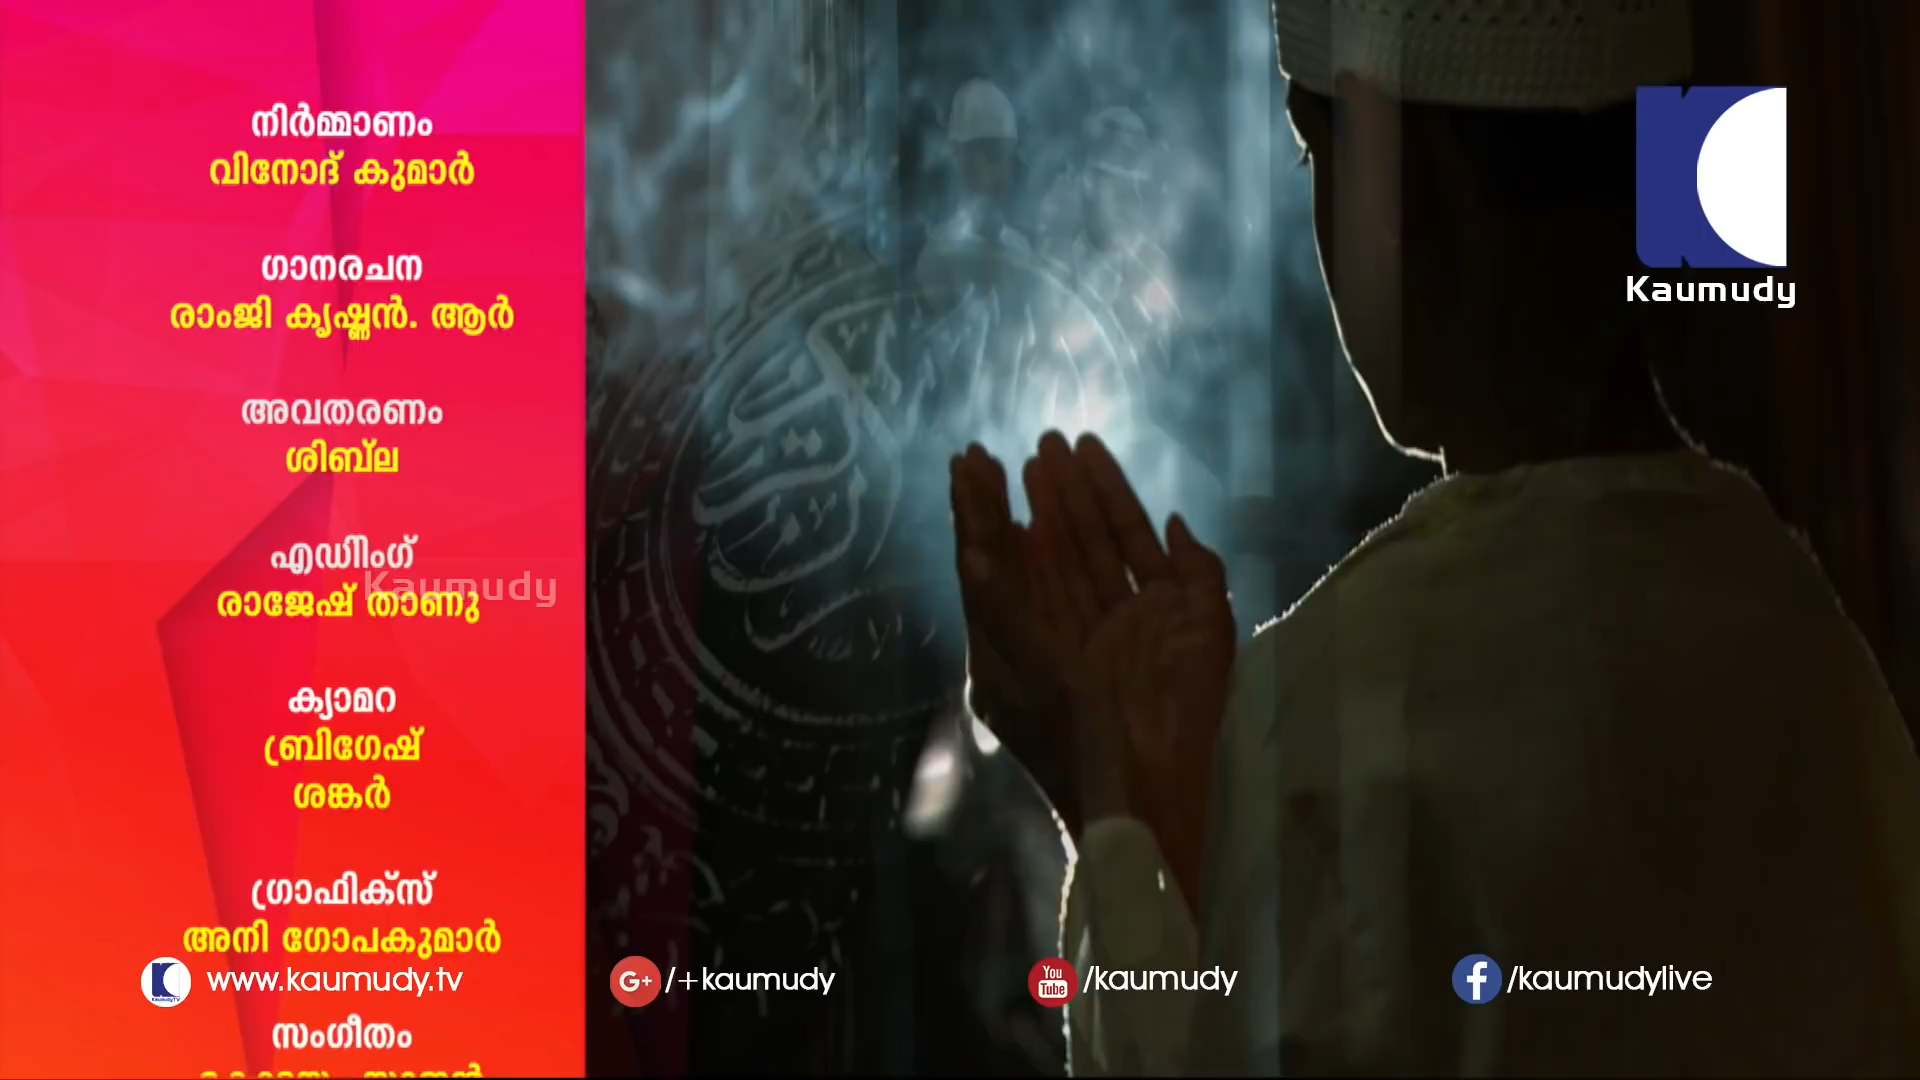 നിർമ്മാണം
വിനോദ് കുമാർ
ഗാനരചന
രാംജി കൃഷ്ണൻ. ആർ
അവതരണം
ശിബ്‌ല
എഡിംഗ്
രാജേഷ് താണു
Kaumudy
ക്യാമറ
ബ്രിഗേഷ്
ശങ്കർ
ഗ്രാഫിക്സ്
അനി ഗോപകുമാർ
സംഗീതം
Kaumudy
www.kaumudy.tv
/+kaumudy
You Tube /kaumudy
/kaumudylive